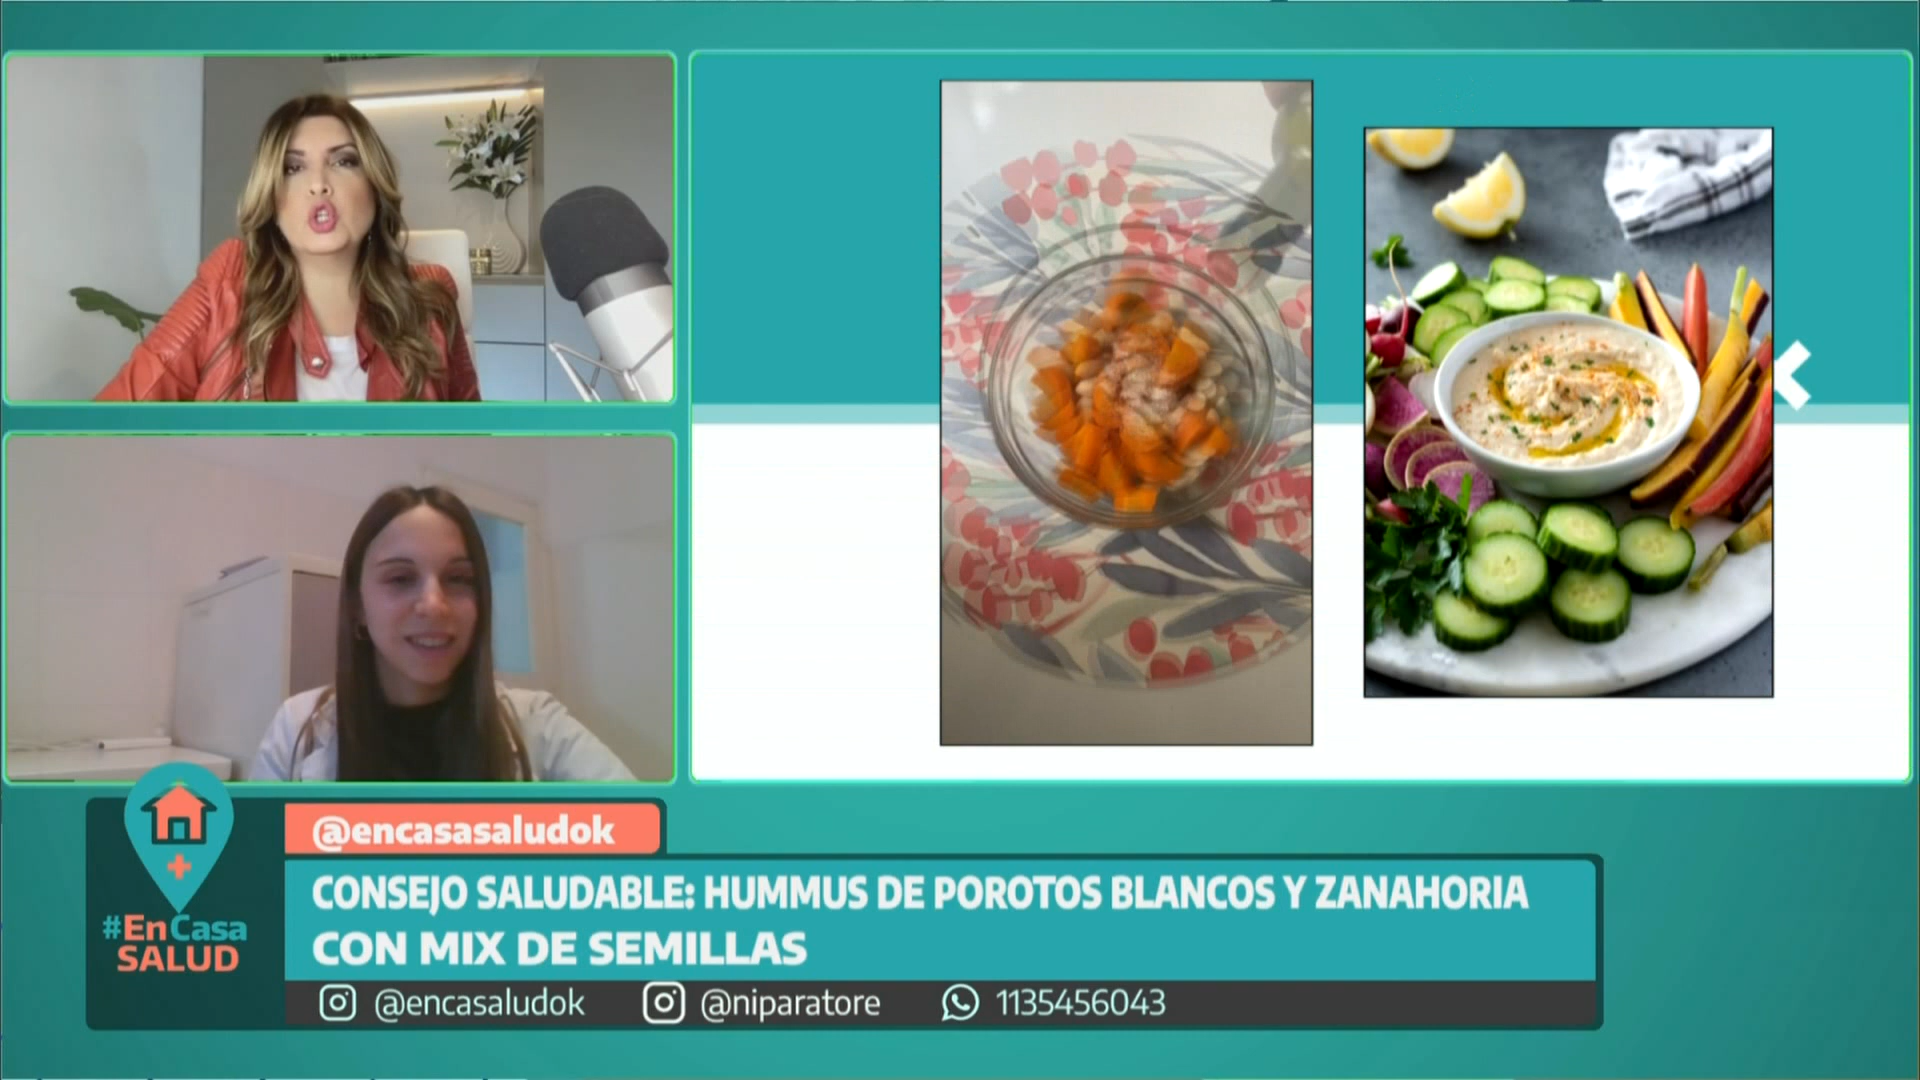 @encasasaludok
CONSEJO SALUDABLE: HUMMUS DE POROTOS BLANCOS Y ZANAHORIA
CON MIX DE SEMILLAS
#EnCasa
SALUD
@encasaludok
@niparatore
1135456043